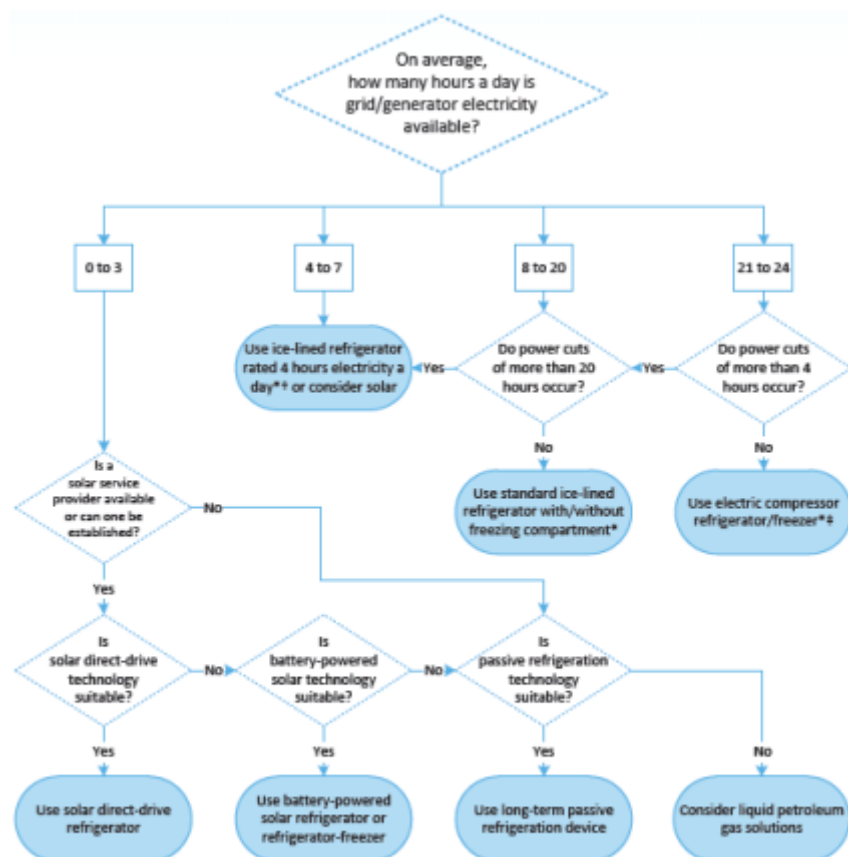 On average,
how many hours a day is
grid/generator electricity
available?
0 to 3
4 to 7
8 to 20
21 to 24
Use ice-lined refrigerator
rated 4 hours electricity a
day*† or consider solar
Yes
Do power cuts
of more than 20
hours occur?
Yes
Do power cuts
of more than 4
hours occur?
No
No
Is a
solar service
provider available
or can one be
established?
No
Use standard ice-lined
refrigerator with/without
freezing compartment*
Use electric compressor
refrigerator/freezer*‡
Yes
Is
solar direct-drive
technology
suitable?
No
Is
battery-powered
solar technology
suitable?
No
Is
passive refrigeration
technology
suitable?
Yes
Yes
Yes
No
Use solar direct-drive
refrigerator
Use battery-powered
solar refrigerator or
refrigerator-freezer
Use long-term passive
refrigeration device
Consider liquid petroleum
gas solutions